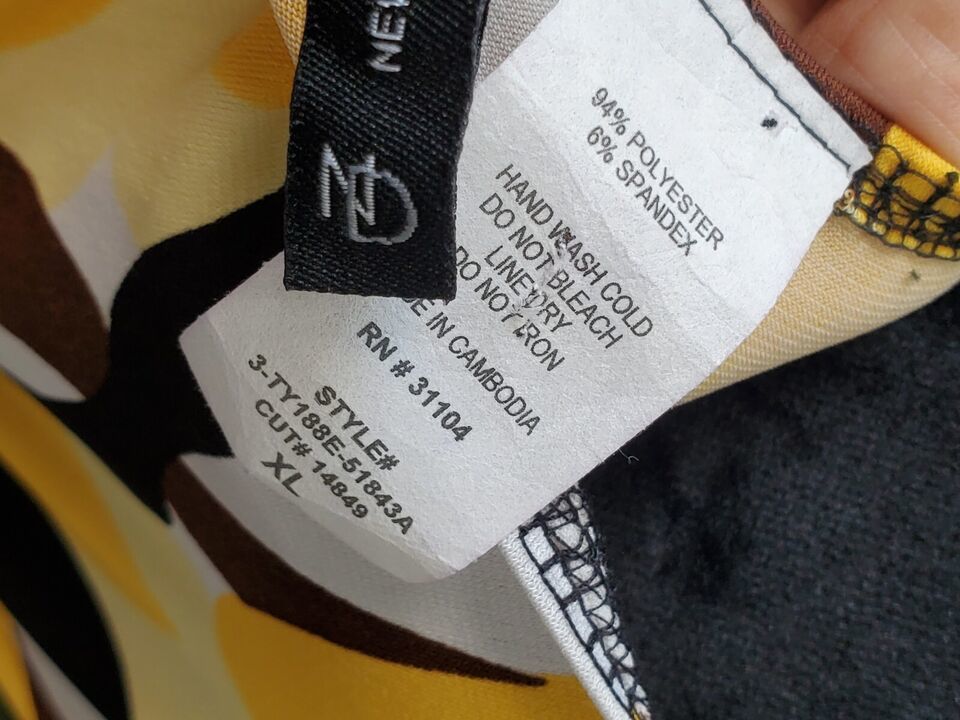 94% POLYESTER
6% SPANDEX
HAND WASH COLD
DO NOT BLEACH
LINE DRY
DO NOT IRON
DE IN CAMBODIA
RN # 31104
STYLE#
3-TY188E-51843A
CUT# 14849
XL